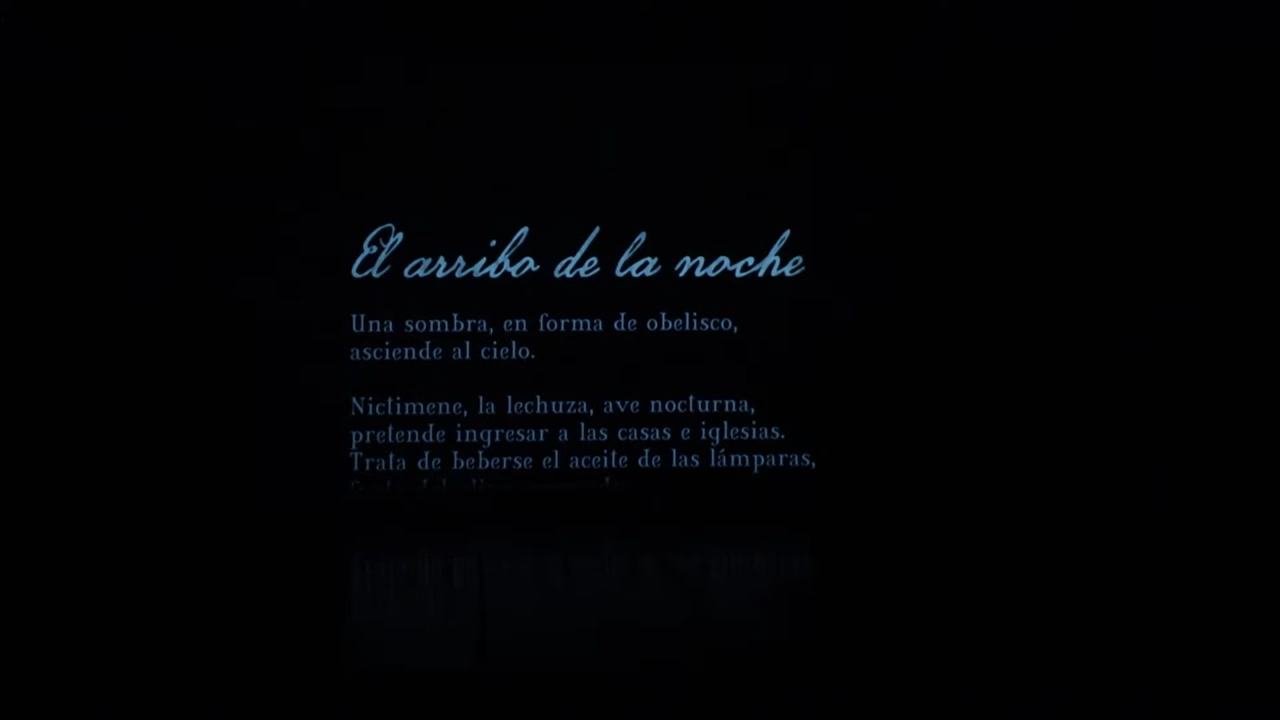 El arribo de la noche
Una sombra, en forma de obelisco,
asciende al cielo.
Nictimene, la lechuza, ave nocturna,
pretende ingresar a las casas e iglesias.
Trata de beberse el aceite de las lámparas,